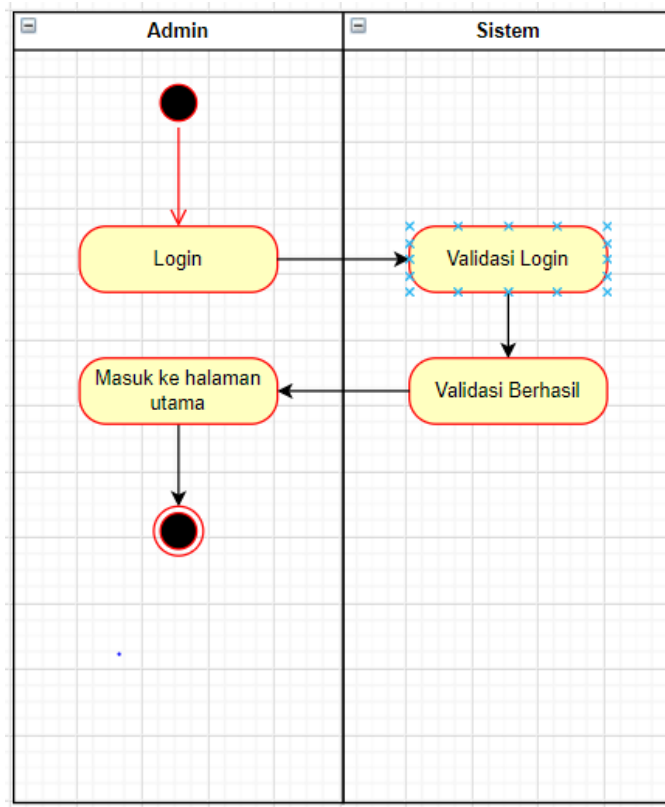 Admin
Sistem
Login
Validasi Login
Masuk ke halaman
utama
Validasi Berhasil